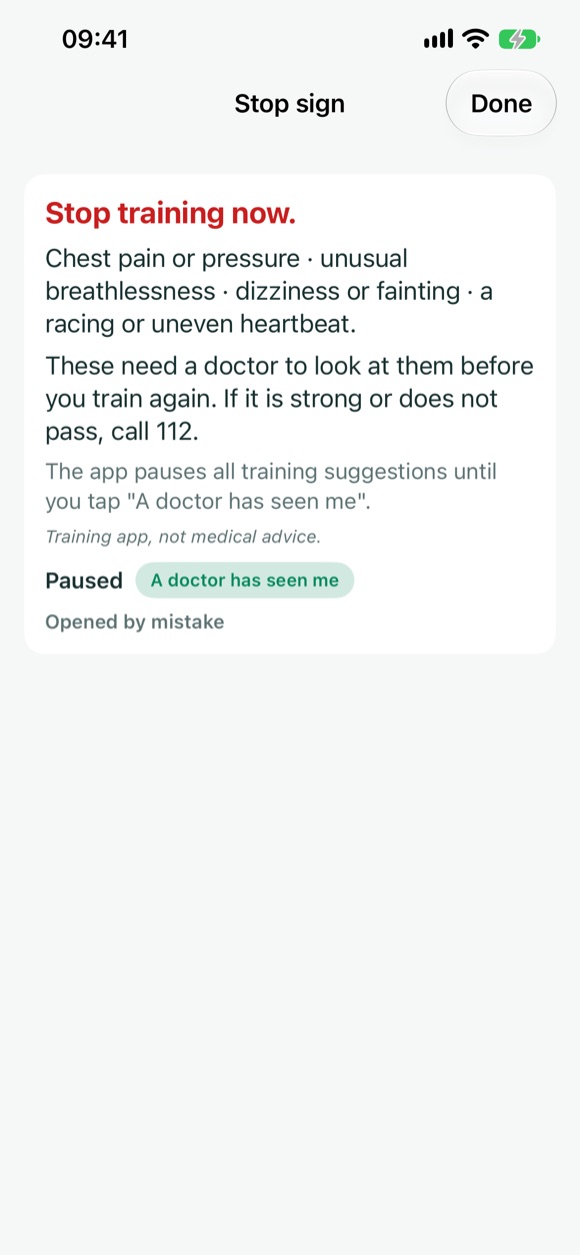 09:41
Stop sign
Done
Stop training now.
Chest pain or pressure · unusual
breathlessness · dizziness or fainting · a
racing or uneven heartbeat.
These need a doctor to look at them before
you train again. If it is strong or does not
pass, call 112.
The app pauses all training suggestions until
you tap "A doctor has seen me".
Training app, not medical advice.
Paused
A doctor has seen me
Opened by mistake